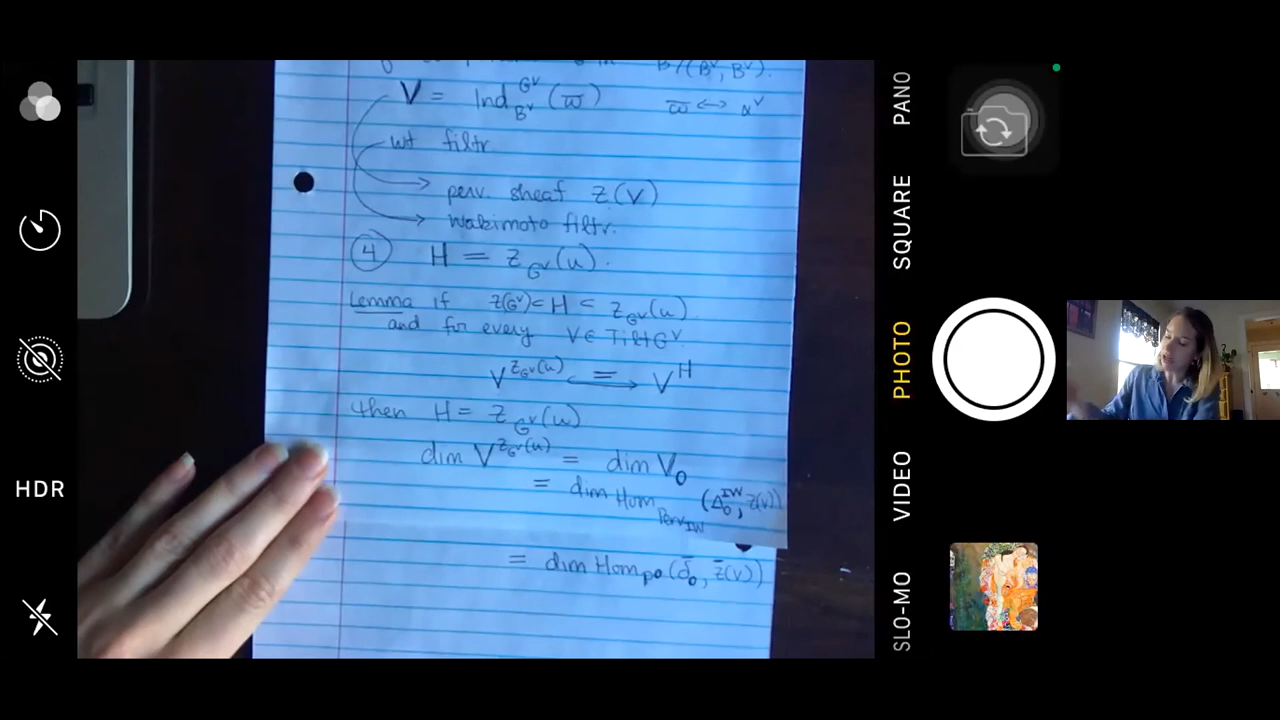 B^∨/(B^∨, B^∨).
V = Ind_{B^∨}^{G^∨}(ϖ) ϖ ↔ α^∨
wt filtr.
perv. sheaf Z(V)
Wakimoto filtr.
④ H = Z_{G^∨}(u).
Lemma if Z(G^∨) ⊂ H ⊂ Z_{G^∨}(u)
and for every V ∈ Tilt G^∨
V^{Z_{G^∨}(u)} = V^H
then H = Z_{G^∨}(u)
dim V^{Z_{G^∨}(u)} = dim V_0
= dim Hom_{Perv_{IW}}(Δ_0^{IW}, Z(V))
= dim Hom_{P^0}(δ̄_0, Z̄(V))
HDR
SLO-MO
VIDEO
PHOTO
SQUARE
PANO